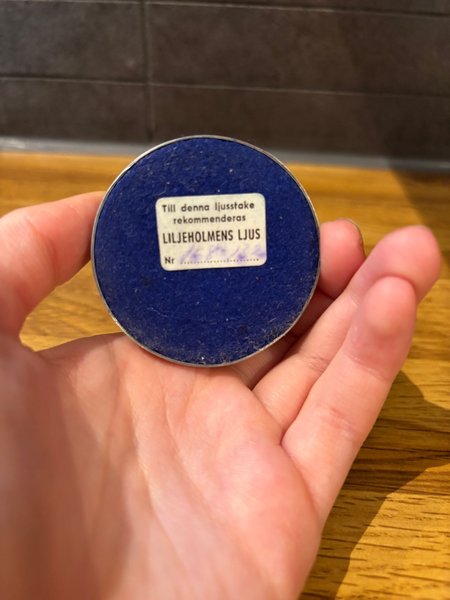 Till denna ljusstake
rekommenderas
LILJEHOLMENS LJUS
Nr